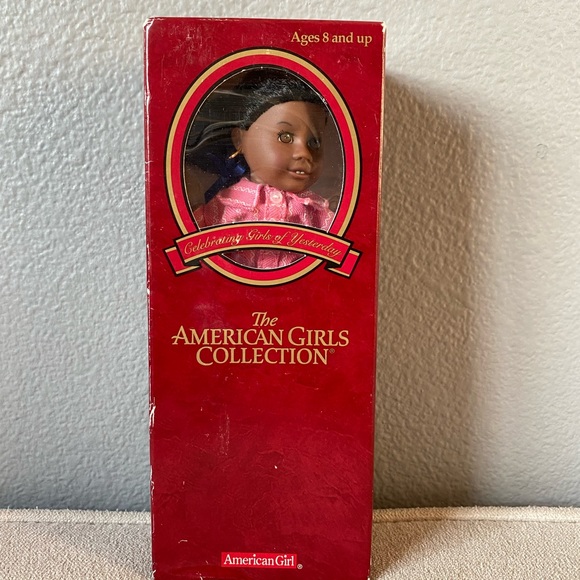 Ages 8 and up
Celebrating Girls of Yesterday
The
AMERICAN GIRLS
COLLECTION®
American Girl®